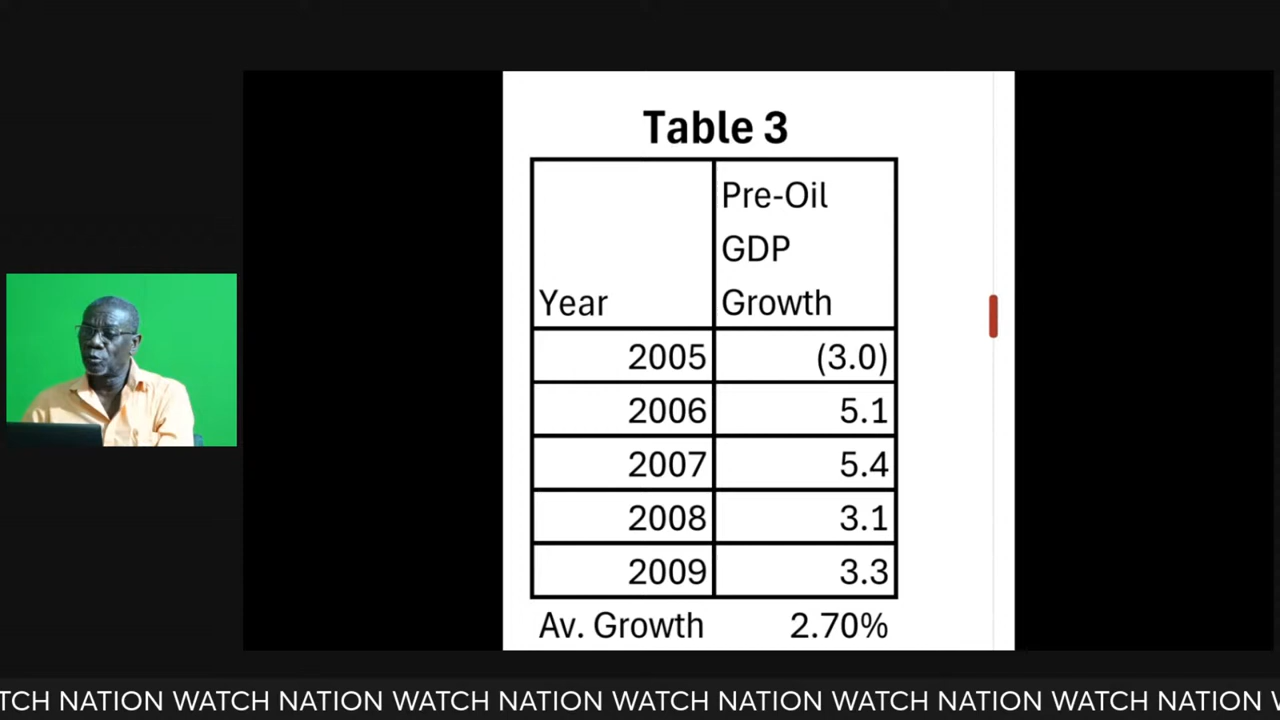 Table 3
Year Pre-Oil GDP Growth
2005 (3.0)
2006 5.1
2007 5.4
2008 3.1
2009 3.3
Av. Growth 2.70%
TCH NATION WATCH NATION WATCH NATION WATCH NATION WATCH NATION WATCH NATION